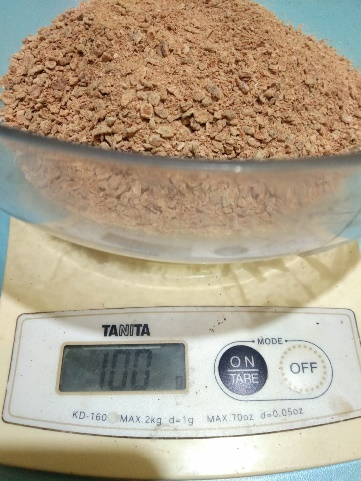 TANITA
100 g
MODE
ON
TARE
OFF
KD-160 MAX 2kg d=1g MAX 70oz d=0.05oz